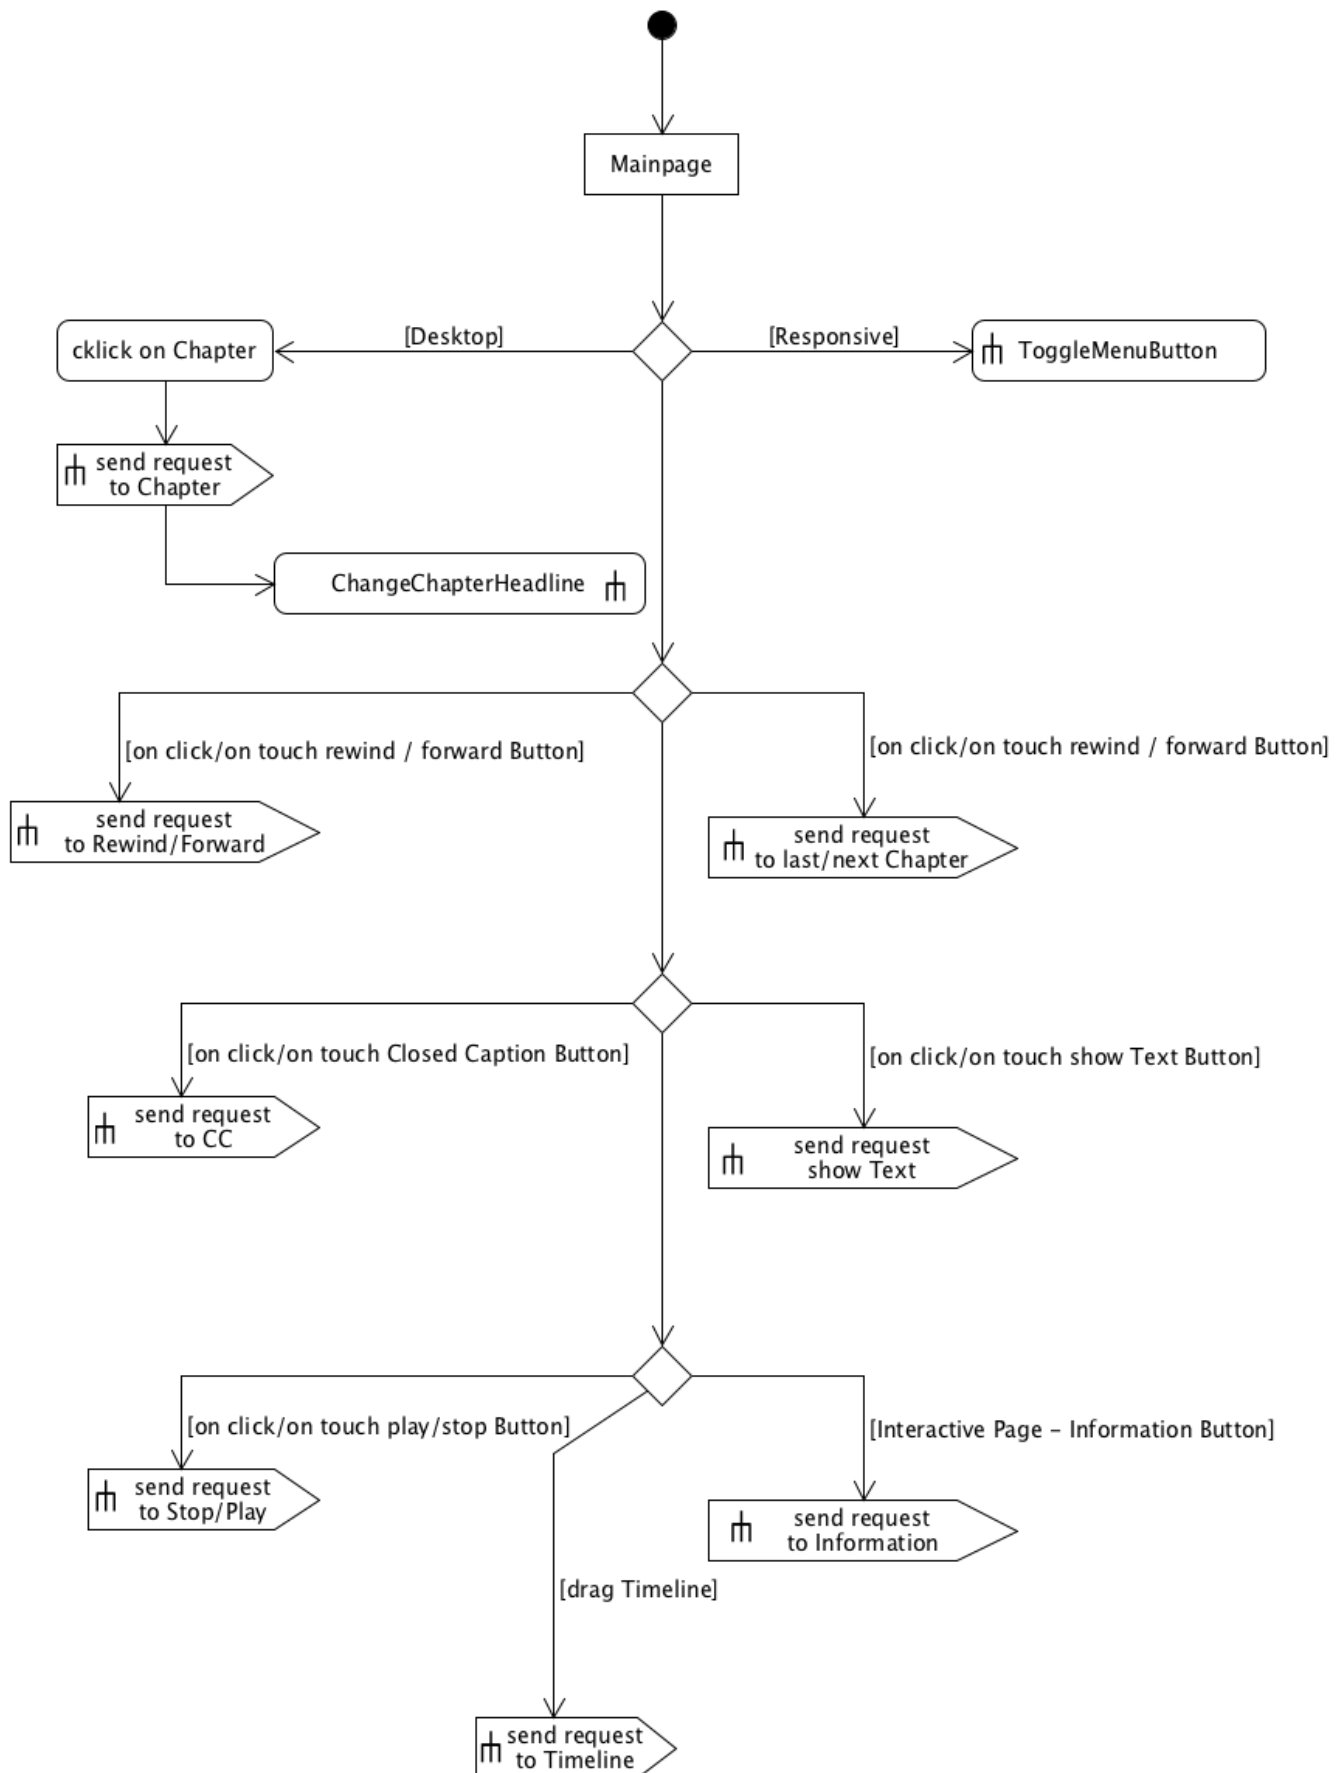 Mainpage
[Desktop]
[Responsive]
cklick on Chapter
ToggleMenuButton
send request
to Chapter
ChangeChapterHeadline
[on click/on touch rewind / forward Button]
[on click/on touch rewind / forward Button]
send request
to Rewind/Forward
send request
to last/next Chapter
[on click/on touch Closed Caption Button]
[on click/on touch show Text Button]
send request
to CC
send request
show Text
[on click/on touch play/stop Button]
[Interactive Page – Information Button]
send request
to Stop/Play
send request
to Information
[drag Timeline]
send request
to Timeline